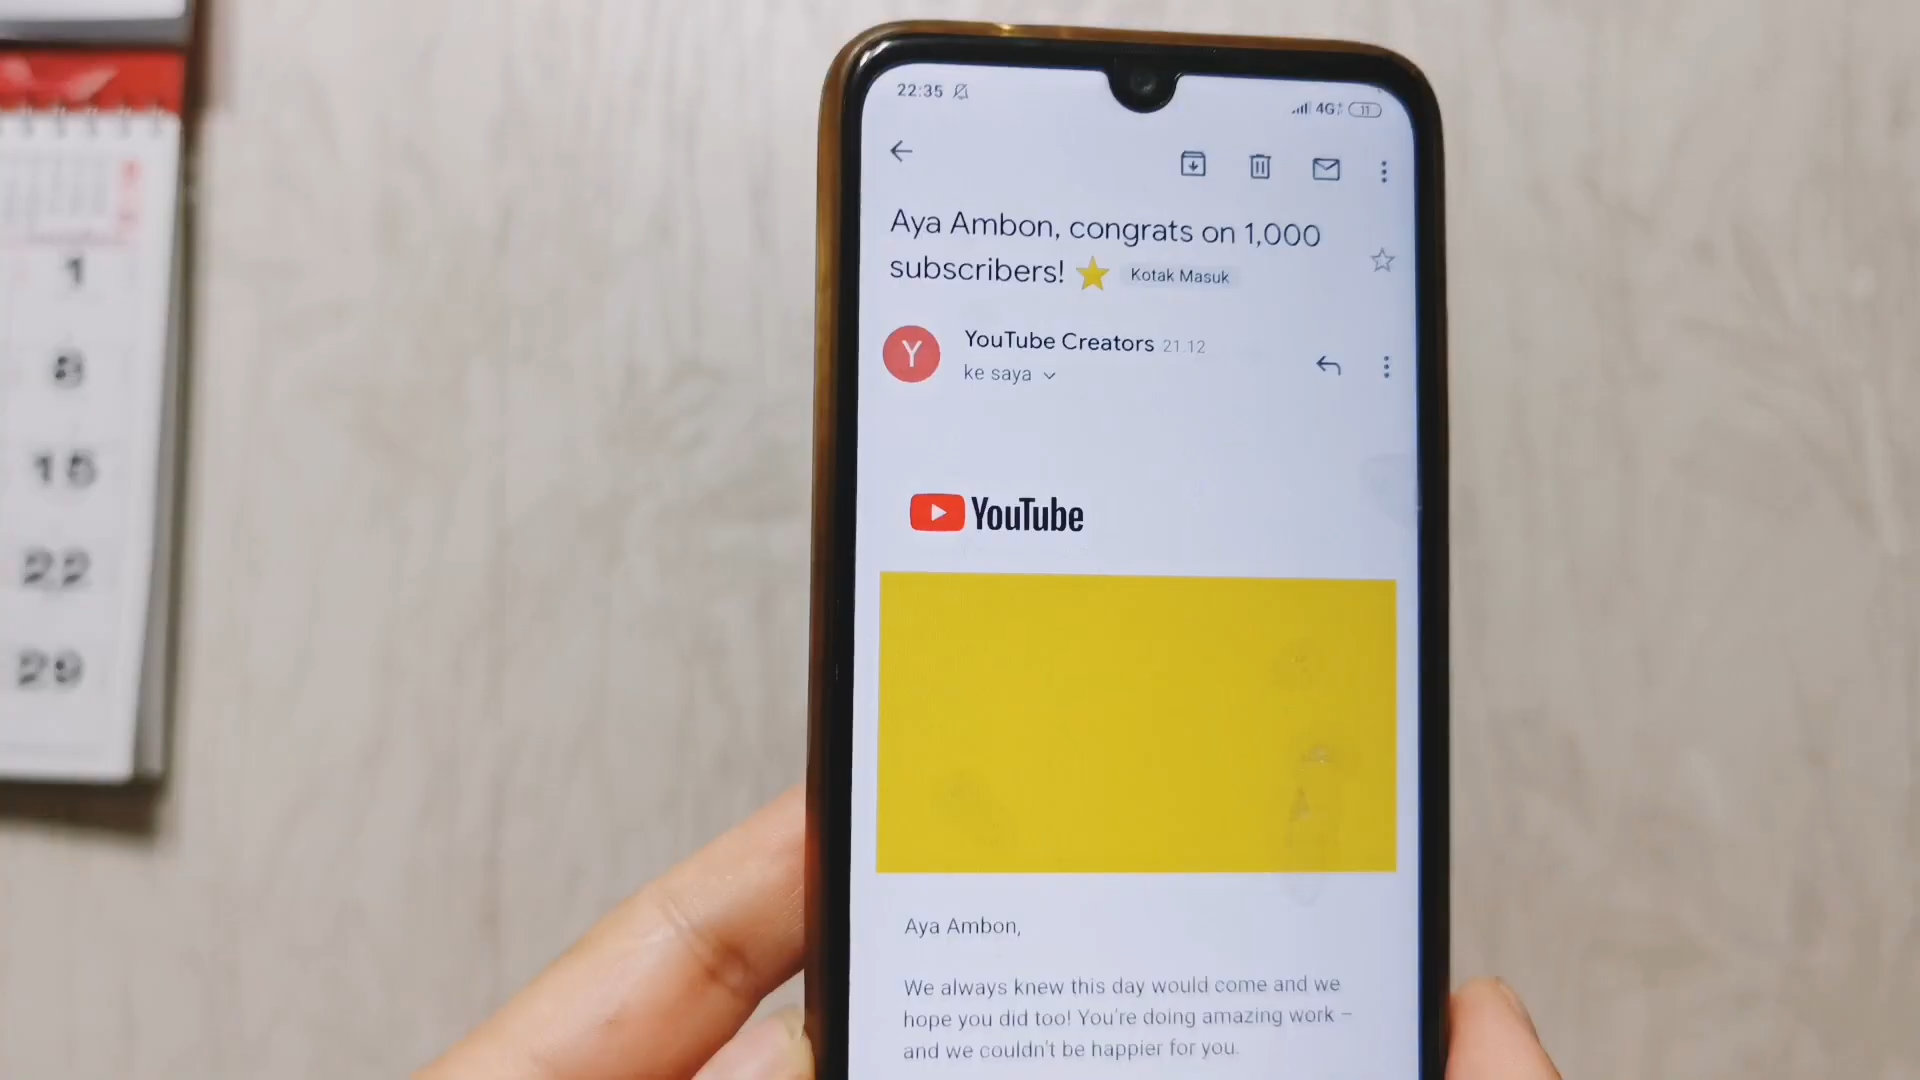 1
8
15
22
29
22:35
4G
11
Aya Ambon, congrats on 1,000
subscribers! Kotak Masuk
Y
YouTube Creators 21.12
ke saya
YouTube
Aya Ambon,
We always knew this day would come and we
hope you did too! You're doing amazing work –
and we couldn't be happier for you.